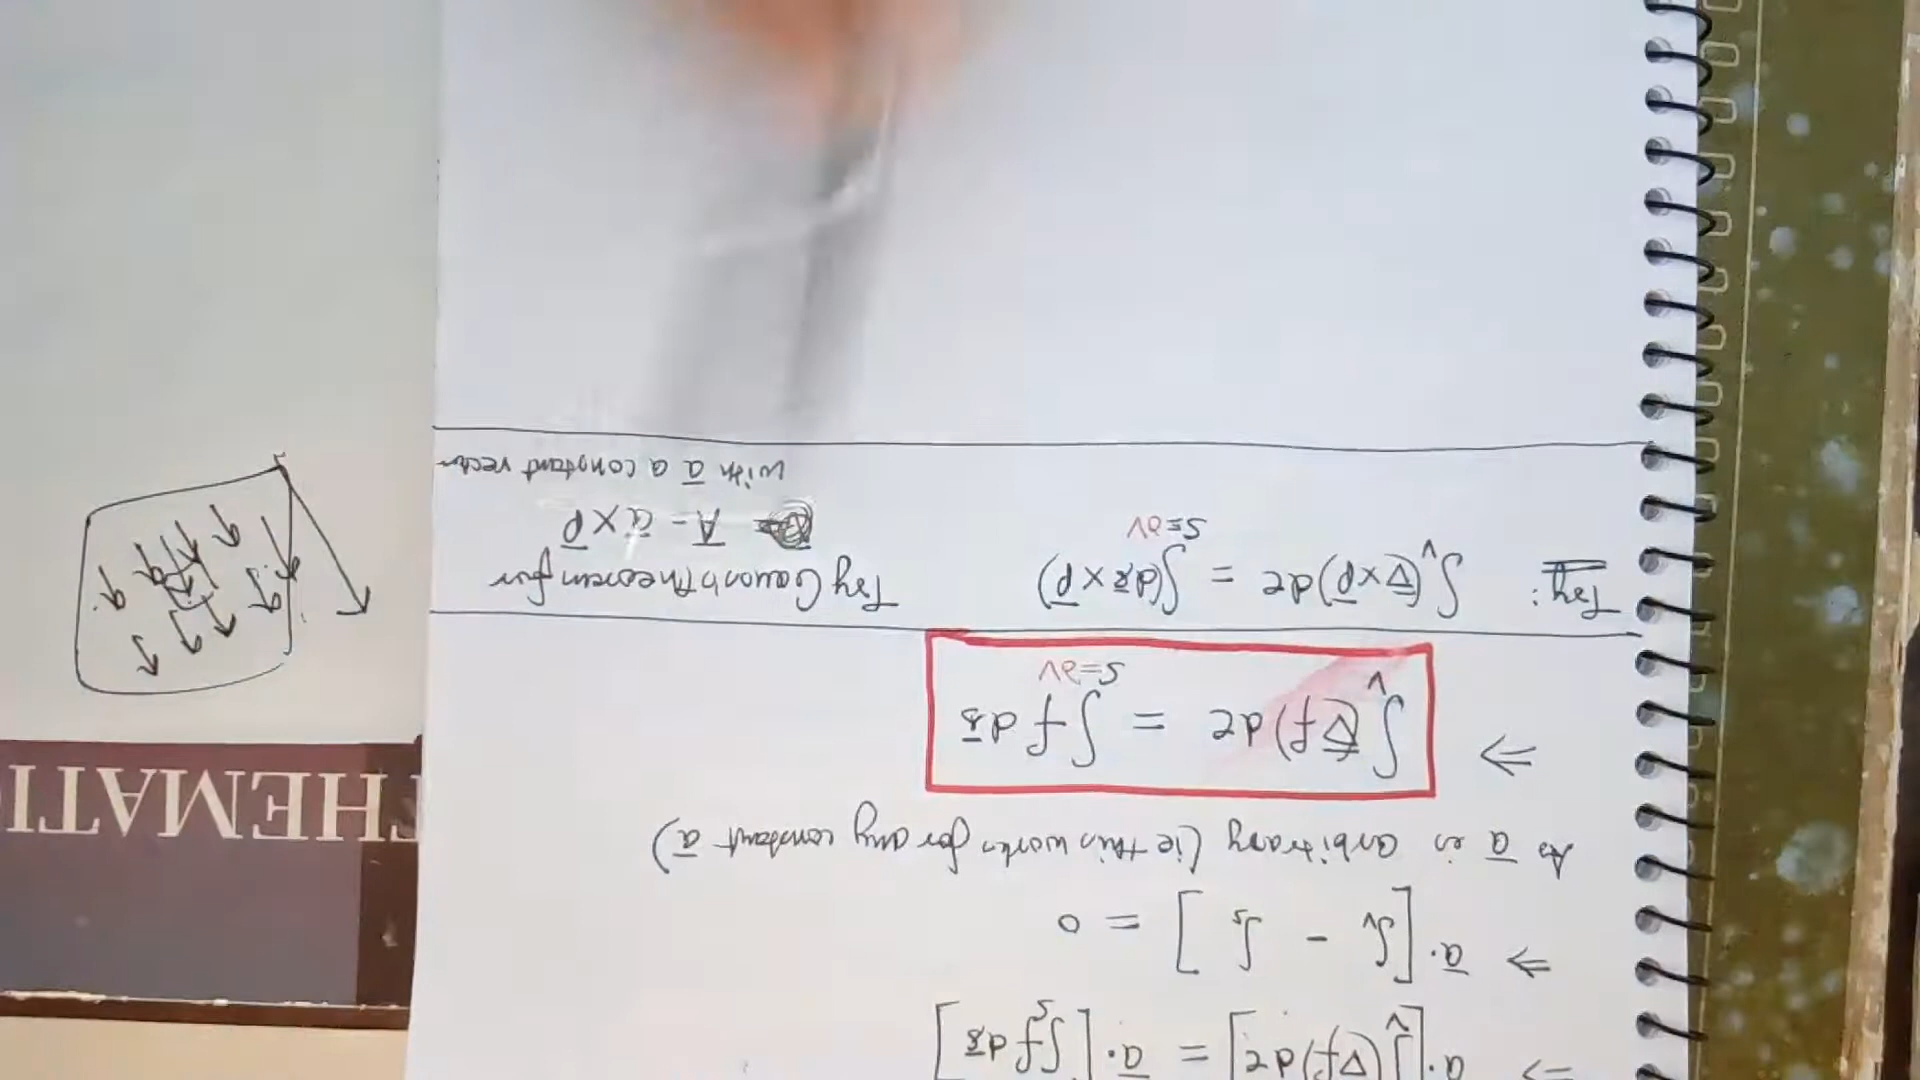 ⇒ a̲·[∫_V (∇f) dτ] = a̲·[∫_S f ds̲]
⇒ a̲·[∫_V - ∫_S] = 0
As a̲ is arbitrary (ie this works for any constant a̲)
⇒ ∫_V (∇̲f) dτ = ∫_{S=∂V} f ds̲
Try: ∫_V (∇̲×P̲) dτ = ∫_{S=∂V} (ds̲×P̲)
Try Gauss' theorem for
A̲ = a̲×P̲
with a̲ a constant vector
THEMATI